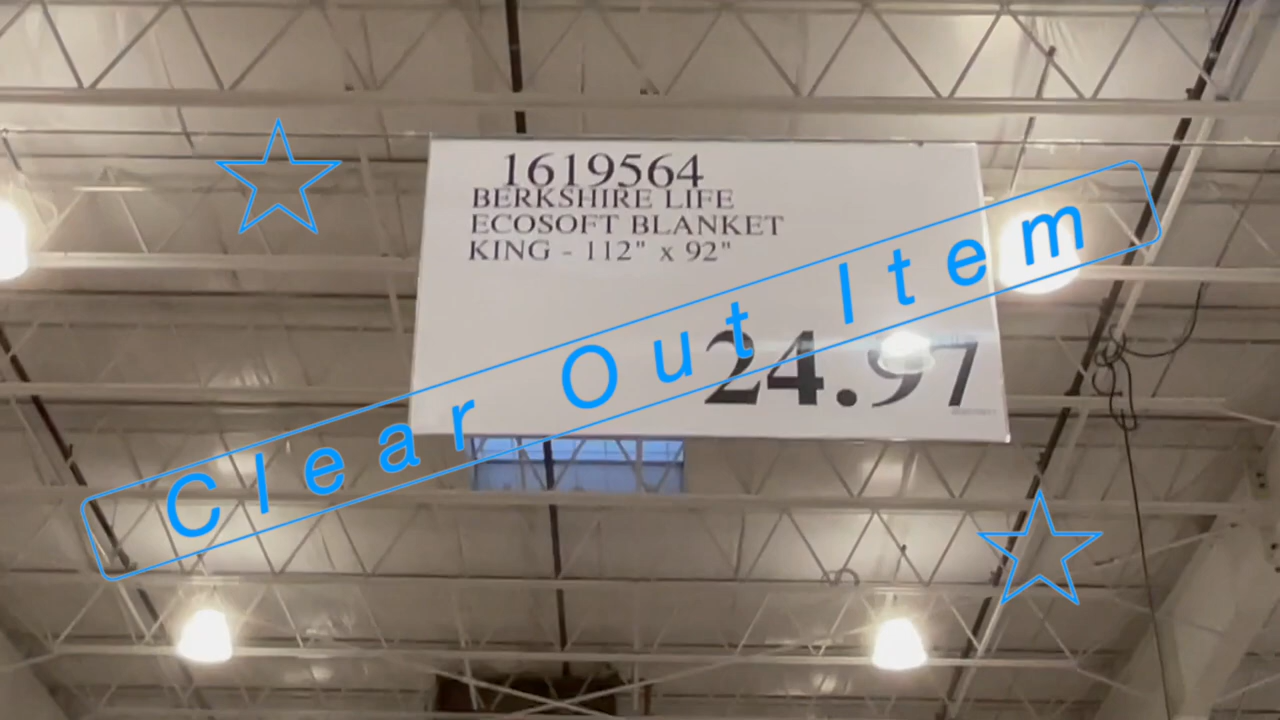 1619564
BERKSHIRE LIFE
ECOSOFT BLANKET
KING - 112" x 92"
24.97
Clear Out Item